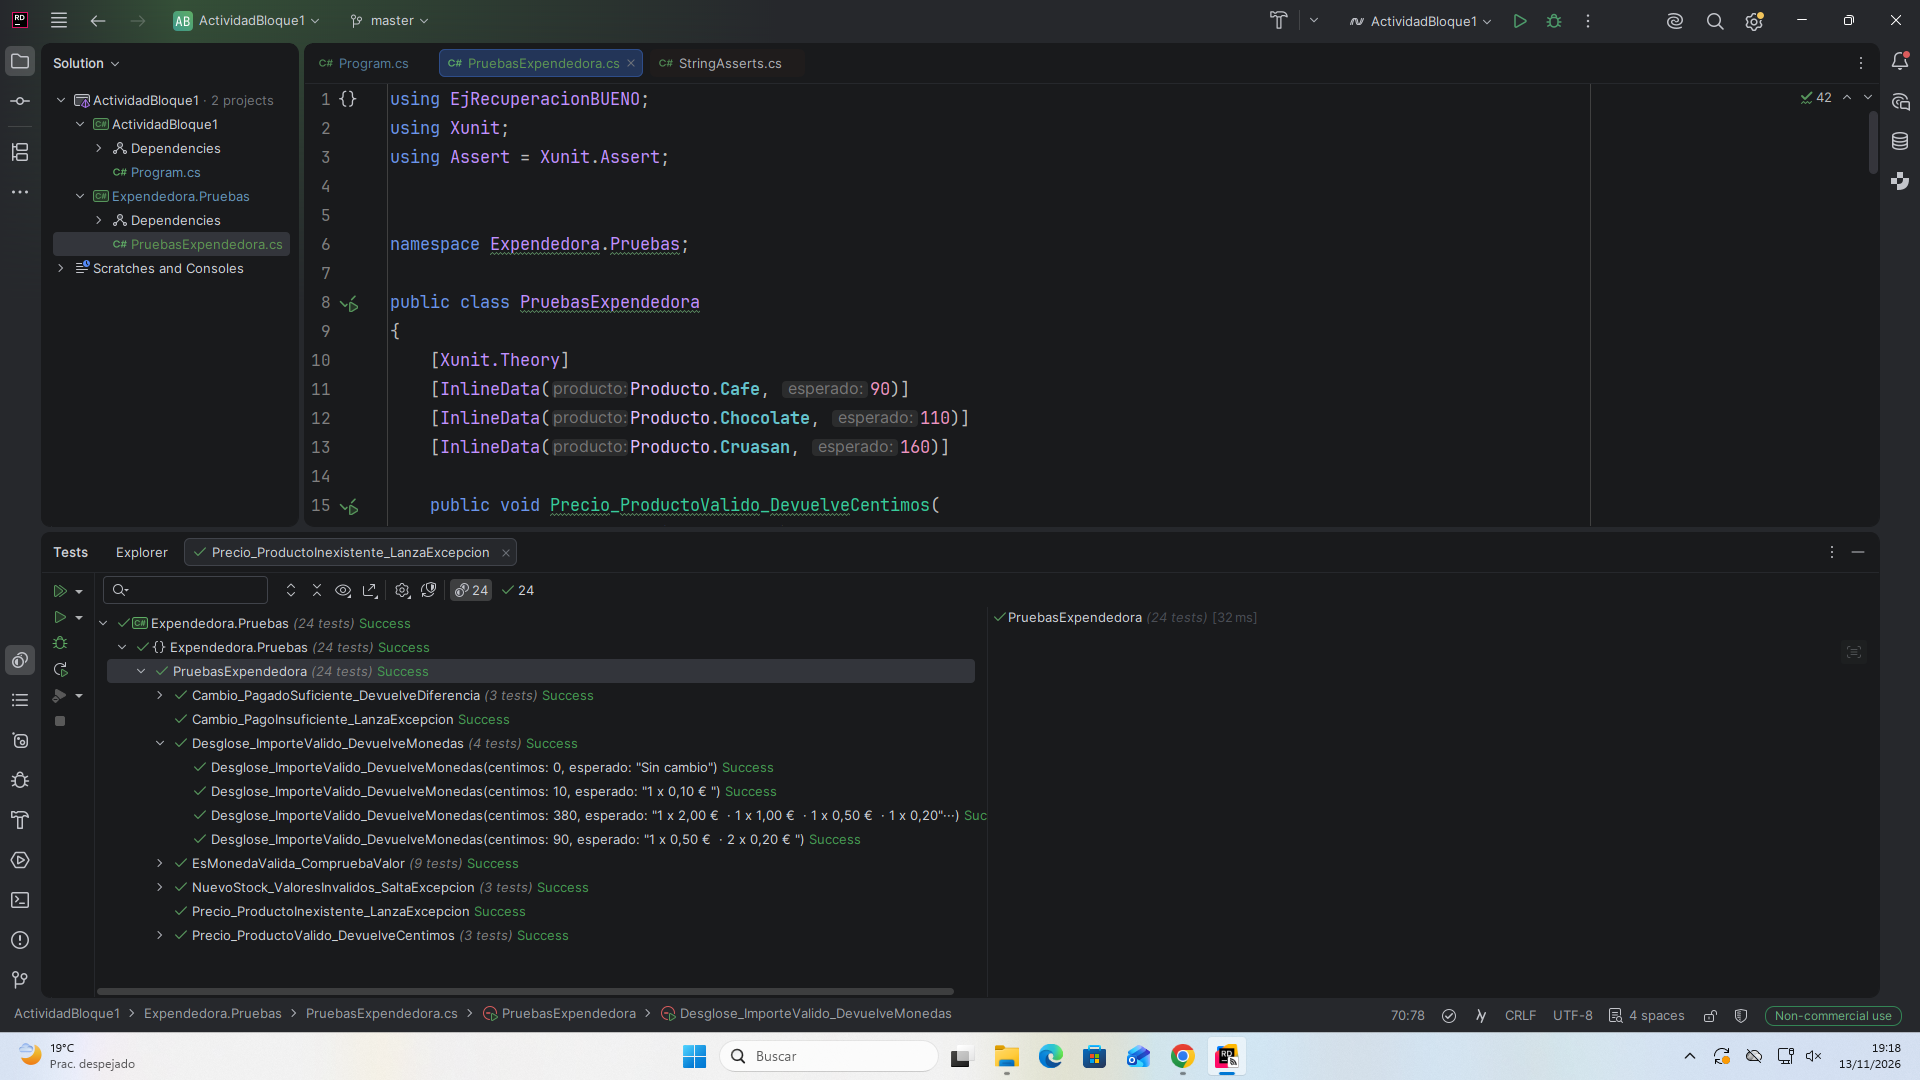 RD
AB ActividadBloque1
master
ActividadBloque1
Solution
ActividadBloque1 · 2 projects
C# ActividadBloque1
Dependencies
C# Program.cs
C# Expendedora.Pruebas
Dependencies
C# PruebasExpendedora.cs
Scratches and Consoles
C# Program.cs
C# PruebasExpendedora.cs
C# StringAsserts.cs
42
1 {} using EjRecuperacionBUENO;
2 using Xunit;
3 using Assert = Xunit.Assert;
4
5
6 namespace Expendedora.Pruebas;
7
8 public class PruebasExpendedora
9 {
10 [Xunit.Theory]
11 [InlineData(producto:Producto.Cafe, esperado:90)]
12 [InlineData(producto:Producto.Chocolate, esperado:110)]
13 [InlineData(producto:Producto.Cruasan, esperado:160)]
14
15 public void Precio_ProductoValido_DevuelveCentimos(
Tests
Explorer
Precio_ProductoInexistente_LanzaExcepcion
24
24
C# Expendedora.Pruebas (24 tests) Success
{} Expendedora.Pruebas (24 tests) Success
PruebasExpendedora (24 tests) Success
Cambio_PagadoSuficiente_DevuelveDiferencia (3 tests) Success
Cambio_PagoInsuficiente_LanzaExcepcion Success
Desglose_ImporteValido_DevuelveMonedas (4 tests) Success
Desglose_ImporteValido_DevuelveMonedas(centimos: 0, esperado: "Sin cambio") Success
Desglose_ImporteValido_DevuelveMonedas(centimos: 10, esperado: "1 x 0,10 € ") Success
Desglose_ImporteValido_DevuelveMonedas(centimos: 380, esperado: "1 x 2,00 € · 1 x 1,00 € · 1 x 0,50 € · 1 x 0,20"···) Suc
Desglose_ImporteValido_DevuelveMonedas(centimos: 90, esperado: "1 x 0,50 € · 2 x 0,20 € ") Success
EsMonedaValida_CompruebaValor (9 tests) Success
NuevoStock_ValoresInvalidos_SaltaExcepcion (3 tests) Success
Precio_ProductoInexistente_LanzaExcepcion Success
Precio_ProductoValido_DevuelveCentimos (3 tests) Success
PruebasExpendedora (24 tests) [32 ms]
ActividadBloque1 > Expendedora.Pruebas > PruebasExpendedora.cs > PruebasExpendedora > Desglose_ImporteValido_DevuelveMonedas
70:78
CRLF
UTF-8
4 spaces
Non-commercial use
19°C
Prac. despejado
Buscar
RD
19:18
13/11/2026